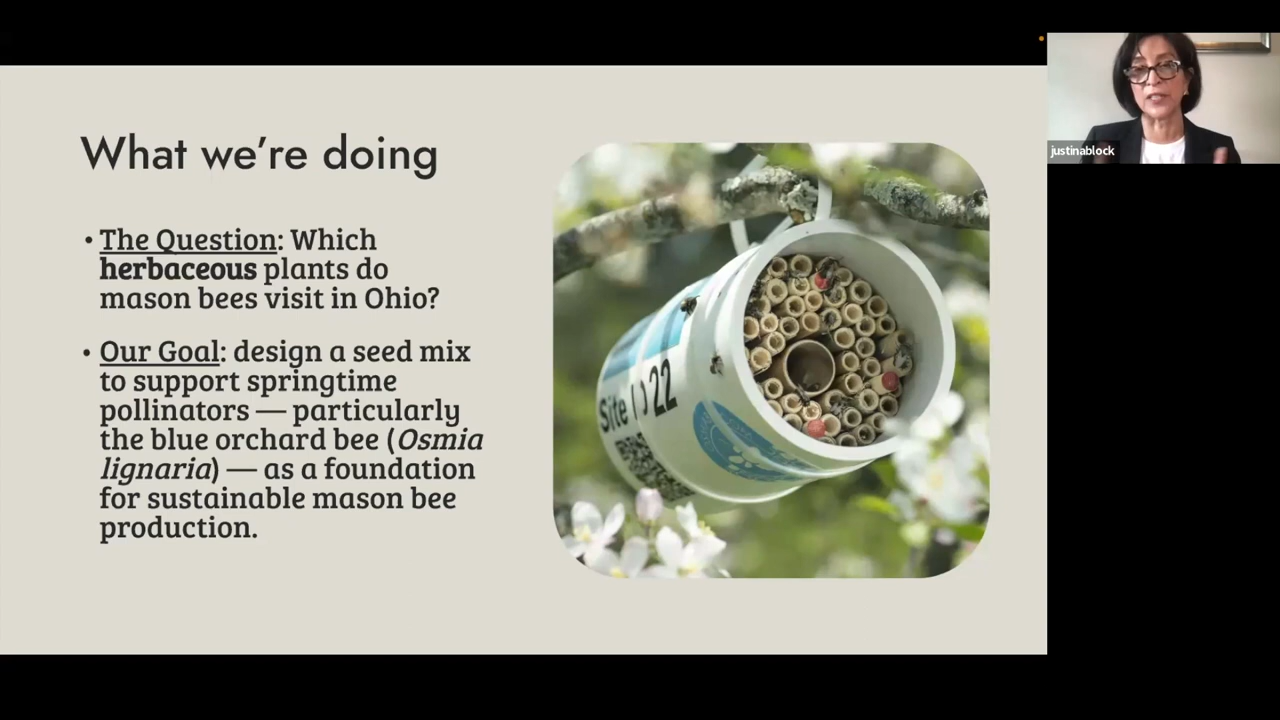 What we're doing
• The Question: Which
herbaceous plants do
mason bees visit in Ohio?
• Our Goal: design a seed mix
to support springtime
pollinators — particularly
the blue orchard bee (Osmia
lignaria) — as a foundation
for sustainable mason bee
production.
Site
22
justinablock